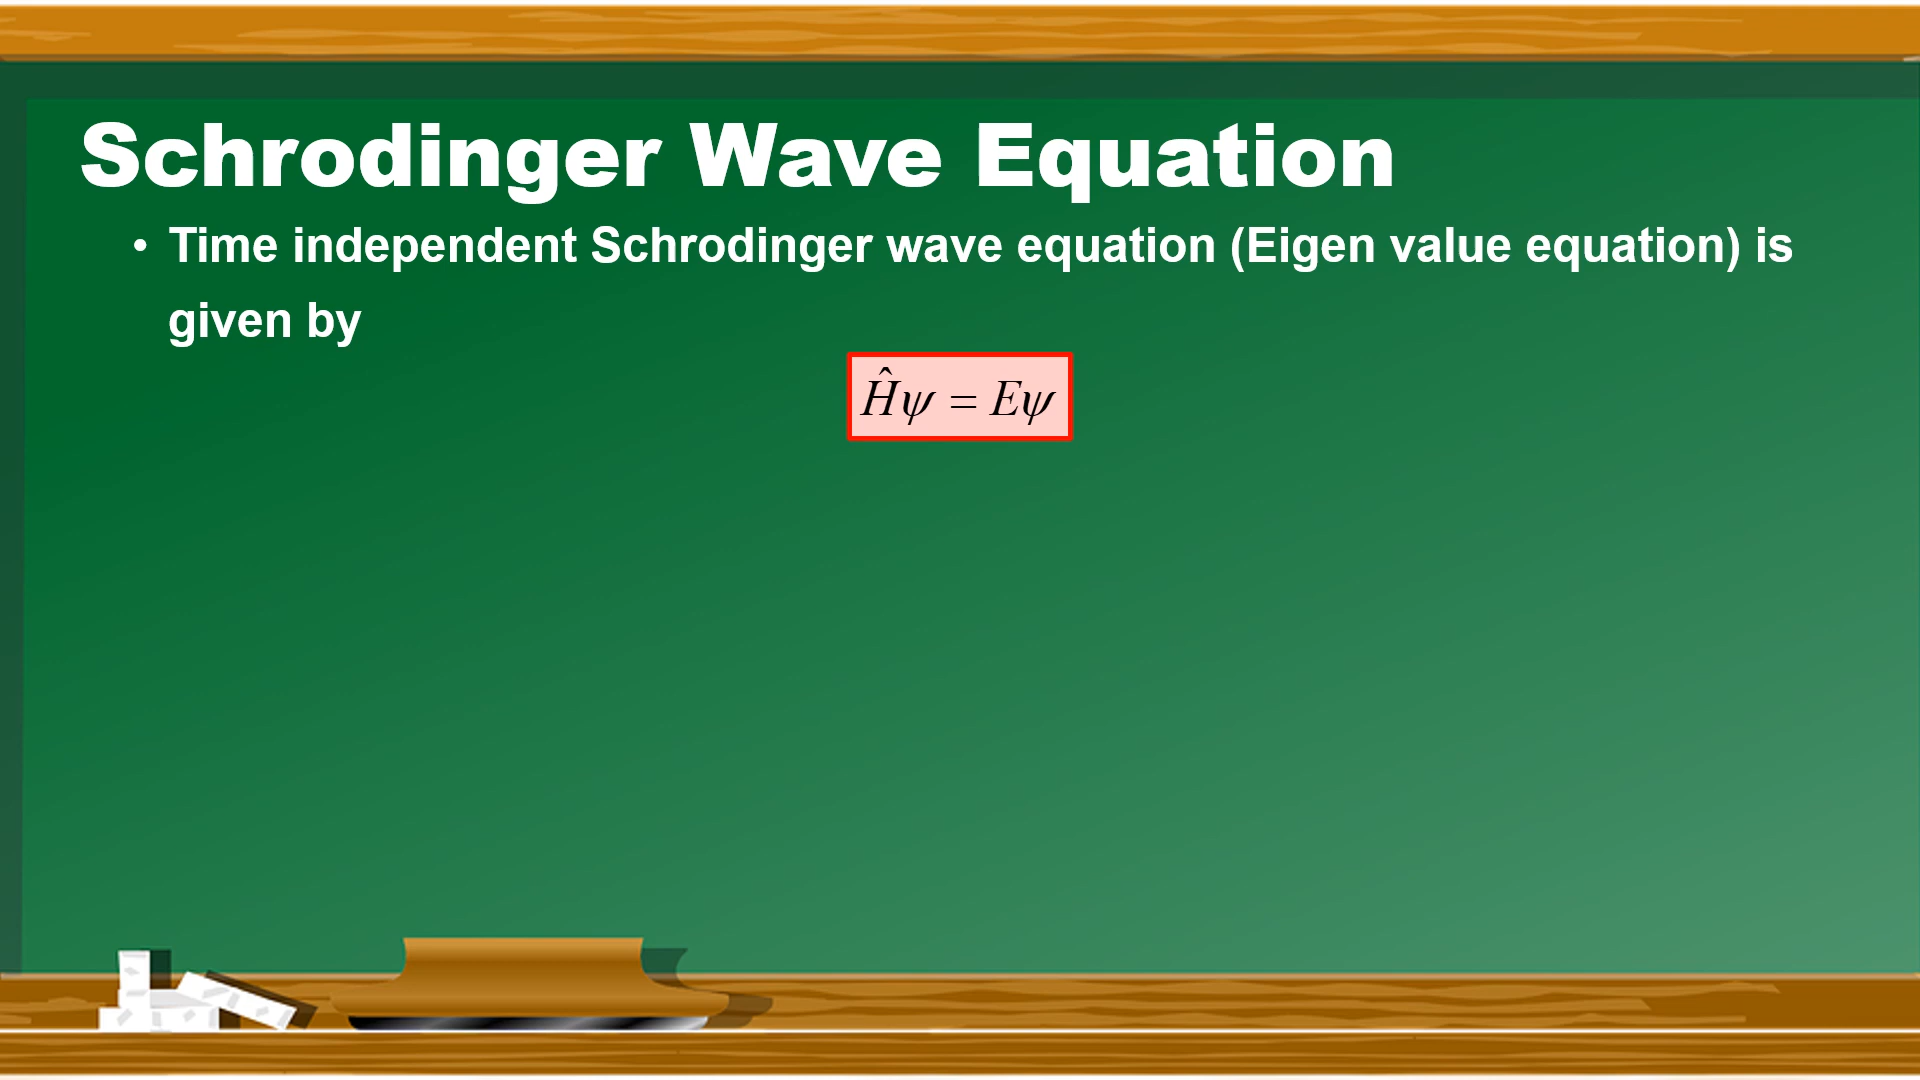 Schrodinger Wave Equation
• Time independent Schrodinger wave equation (Eigen value equation) is
given by
Ĥψ = Eψ